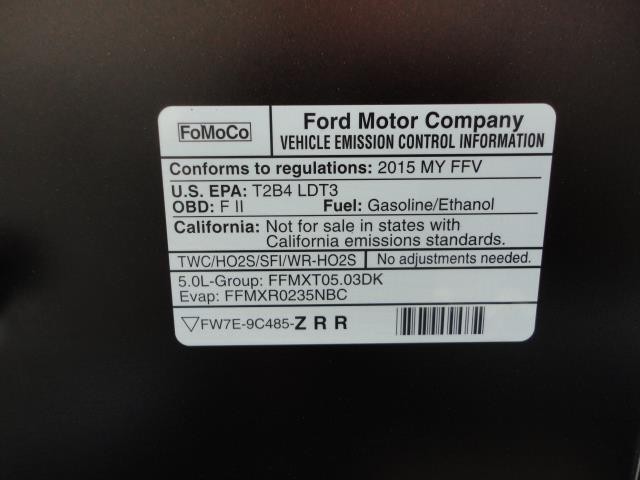 FoMoCo
Ford Motor Company
VEHICLE EMISSION CONTROL INFORMATION
Conforms to regulations: 2015 MY FFV
U.S. EPA: T2B4 LDT3
OBD: F II Fuel: Gasoline/Ethanol
California: Not for sale in states with
California emissions standards.
TWC/HO2S/SFI/WR-HO2S No adjustments needed.
5.0L-Group: FFMXT05.03DK
Evap: FFMXR0235NBC
FW7E-9C485-Z R R